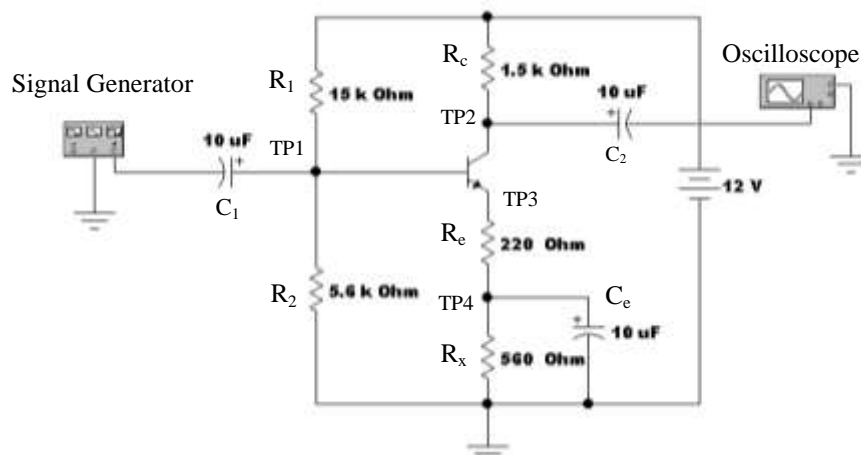 Signal Generator
Oscilloscope
R1
15 k Ohm
Rc
1.5 k Ohm
10 uF
+
C1
TP1
TP2
10 uF
+
C2
TP3
12 V
Re
220 Ohm
R2
5.6 k Ohm
TP4
Ce
+
10 uF
Rx
560 Ohm